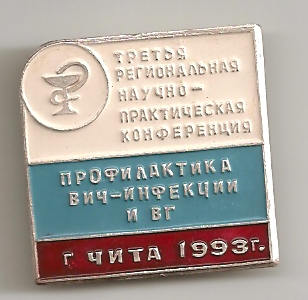 ТРЕТЬЯ
РЕГИОНАЛЬНАЯ
НАУЧНО-
ПРАКТИЧЕСКАЯ
КОНФЕРЕНЦИЯ
ПРОФИЛАКТИКА
ВИЧ-ИНФЕКЦИИ
И ВГ
Г ЧИТА 1993г.